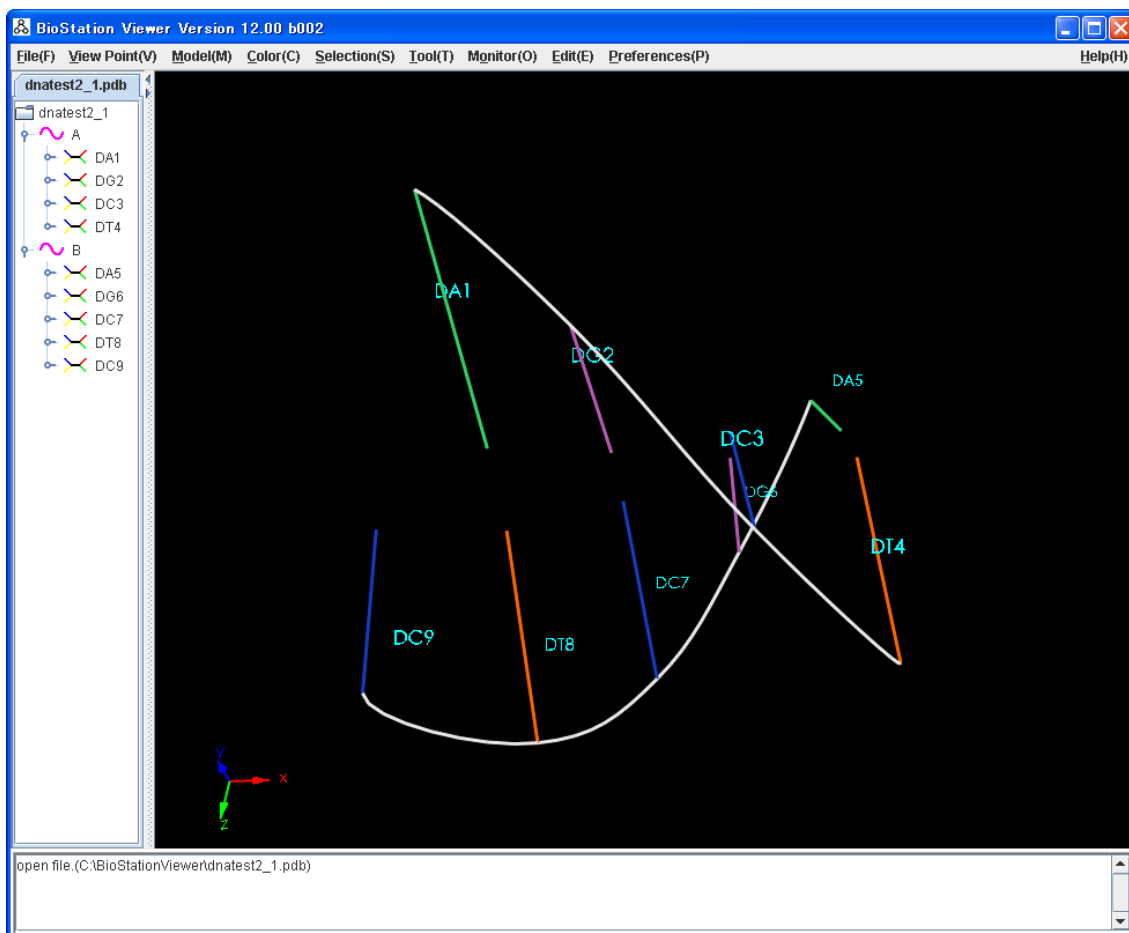 BioStation Viewer Version 12.00 b002
File(F) View Point(V) Model(M) Color(C) Selection(S) Tool(T) Monitor(O) Edit(E) Preferences(P) Help(H)
dnatest2_1.pdb
dnatest2_1
A
DA1
DG2
DC3
DT4
B
DA5
DG6
DC7
DT8
DC9
DA1
DG2
DA5
DC3
DG6
DT4
DC7
DC9
DT8
Y
X
Z
open file.(C:\BioStationViewer\dnatest2_1.pdb)